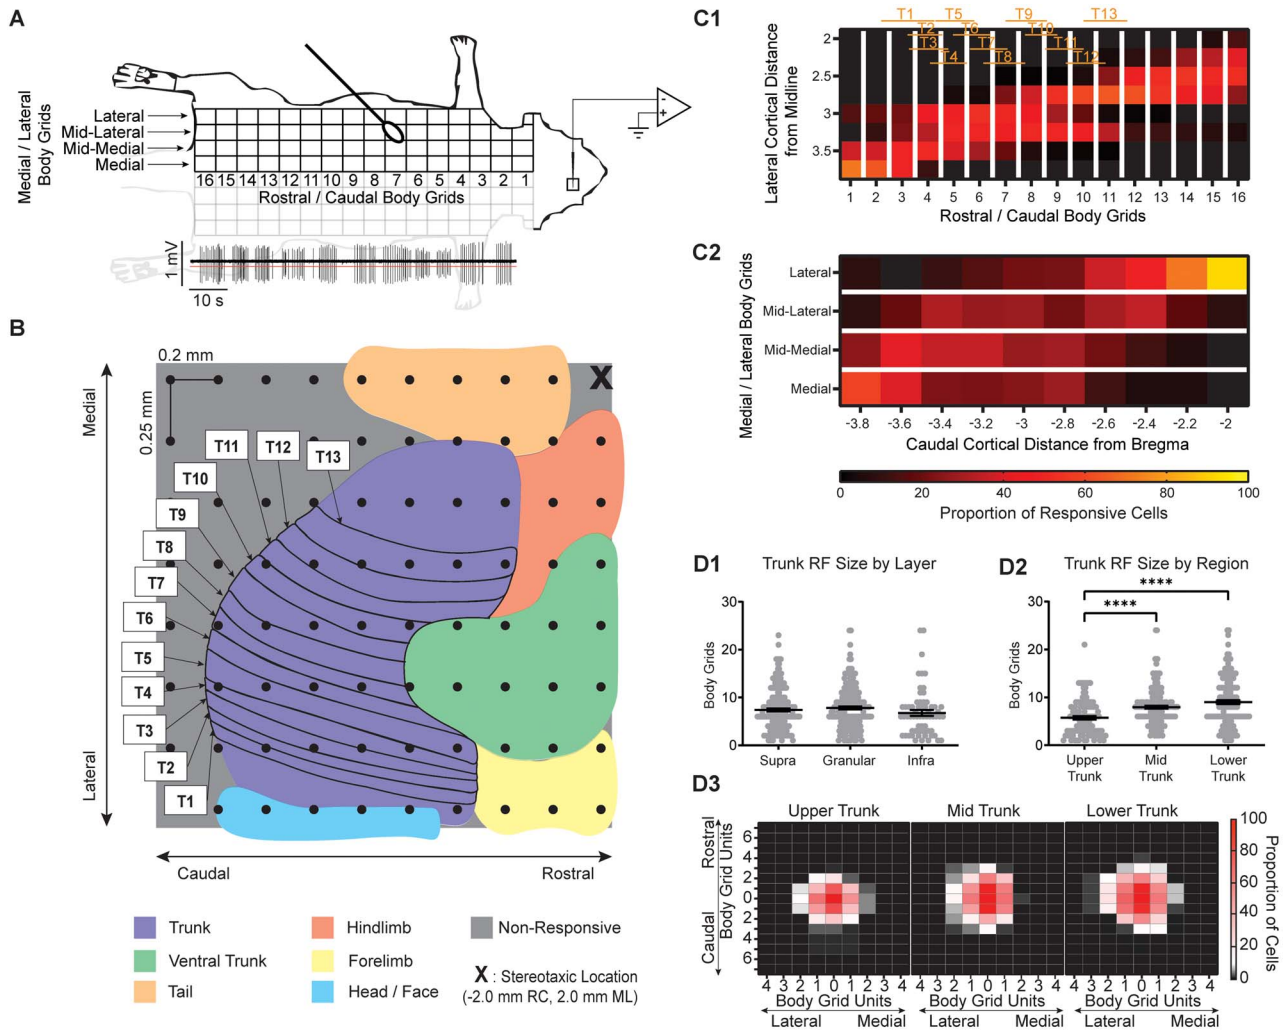 A
Medial / Lateral
Body Grids
Lateral
Mid-Lateral
Mid-Medial
Medial
16 15 14 13 12 11 10 9 8 7 6 5 4 3 2 1
Rostral / Caudal Body Grids
- +
1 mV
10 s
B
Medial
Lateral
0.2 mm
0.25 mm
X
T13
T12
T11
T10
T9
T8
T7
T6
T5
T4
T3
T2
T1
Caudal Rostral
Trunk
Ventral Trunk
Tail
Hindlimb
Forelimb
Head / Face
Non-Responsive
X : Stereotaxic Location
(-2.0 mm RC, 2.0 mm ML)
C1
T1 T5 T9 T13
T2 T6 T10
T3 T7 T11
T4 T8 T12
Lateral Cortical Distance
from Midline
2
2.5
3
3.5
1 2 3 4 5 6 7 8 9 10 11 12 13 14 15 16
Rostral / Caudal Body Grids
C2
Medial / Lateral Body Grids
Lateral
Mid-Lateral
Mid-Medial
Medial
-3.8 -3.6 -3.4 -3.2 -3 -2.8 -2.6 -2.4 -2.2 -2
Caudal Cortical Distance from Bregma
0 20 40 60 80 100
Proportion of Responsive Cells
D1
Trunk RF Size by Layer
Body Grids
30
20
10
0
Supra Granular Infra
D2
Trunk RF Size by Region
****
****
Body Grids
30
20
10
0
Upper Trunk
Mid Trunk
Lower Trunk
D3
Upper Trunk Mid Trunk Lower Trunk
Rostral
Caudal
Body Grid Units
6
4
2
0
2
4
6
4 3 2 1 0 1 2 3 4 4 3 2 1 0 1 2 3 4 4 3 2 1 0 1 2 3 4
Body Grid Units Body Grid Units Body Grid Units
Lateral Medial Lateral Medial Lateral Medial
100
80
60
40
20
0
Proportion of Cells